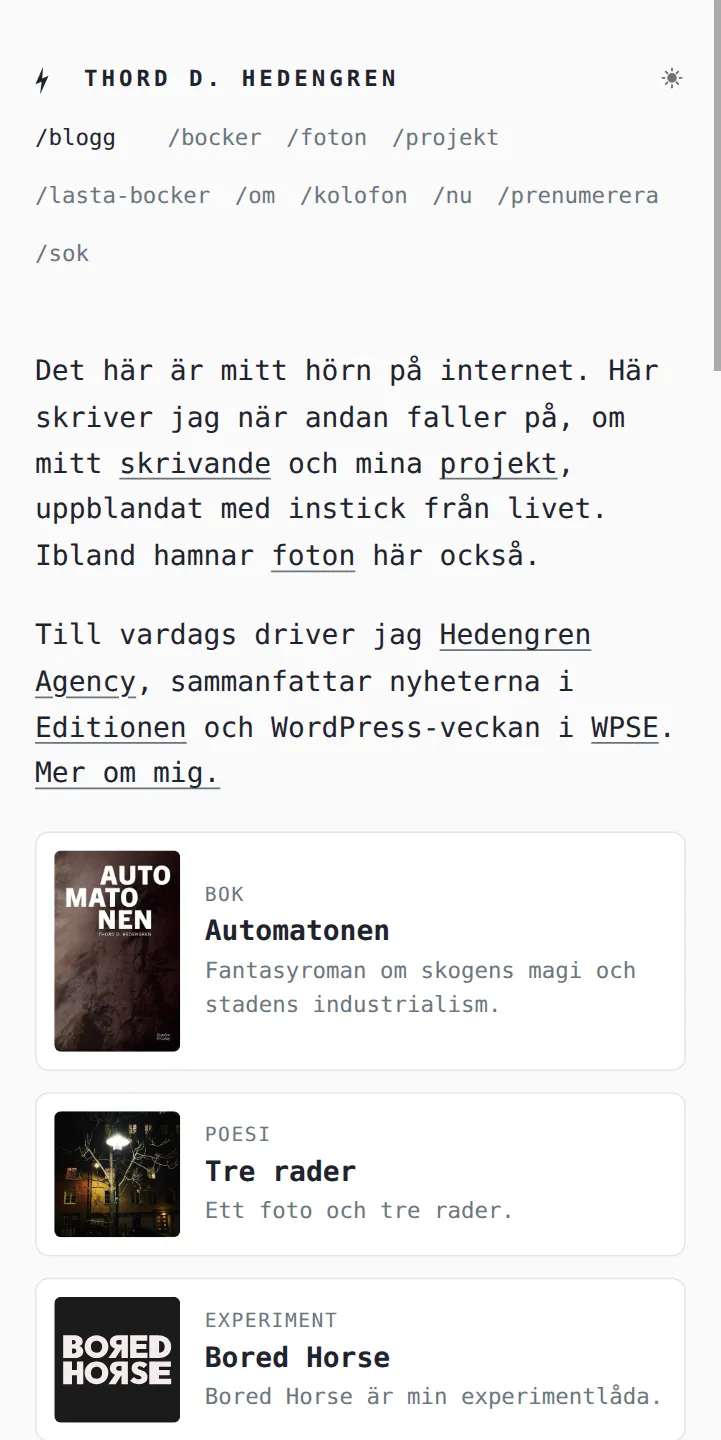 THORD D. HEDENGREN
/blogg /bocker /foton /projekt
/lasta-bocker /om /kolofon /nu /prenumerera
/sok
Det här är mitt hörn på internet. Här
skriver jag när andan faller på, om
mitt skrivande och mina projekt,
uppblandat med instick från livet.
Ibland hamnar foton här också.
Till vardags driver jag Hedengren
Agency, sammanfattar nyheterna i
Editionen och WordPress-veckan i WPSE.
Mer om mig.
AUTO
MATO
NEN
THORD D. HEDENGREN
BOK
Automatonen
Fantasyroman om skogens magi och
stadens industrialism.
POESI
Tre rader
Ett foto och tre rader.
BORED
HORSE
EXPERIMENT
Bored Horse
Bored Horse är min experimentlåda.